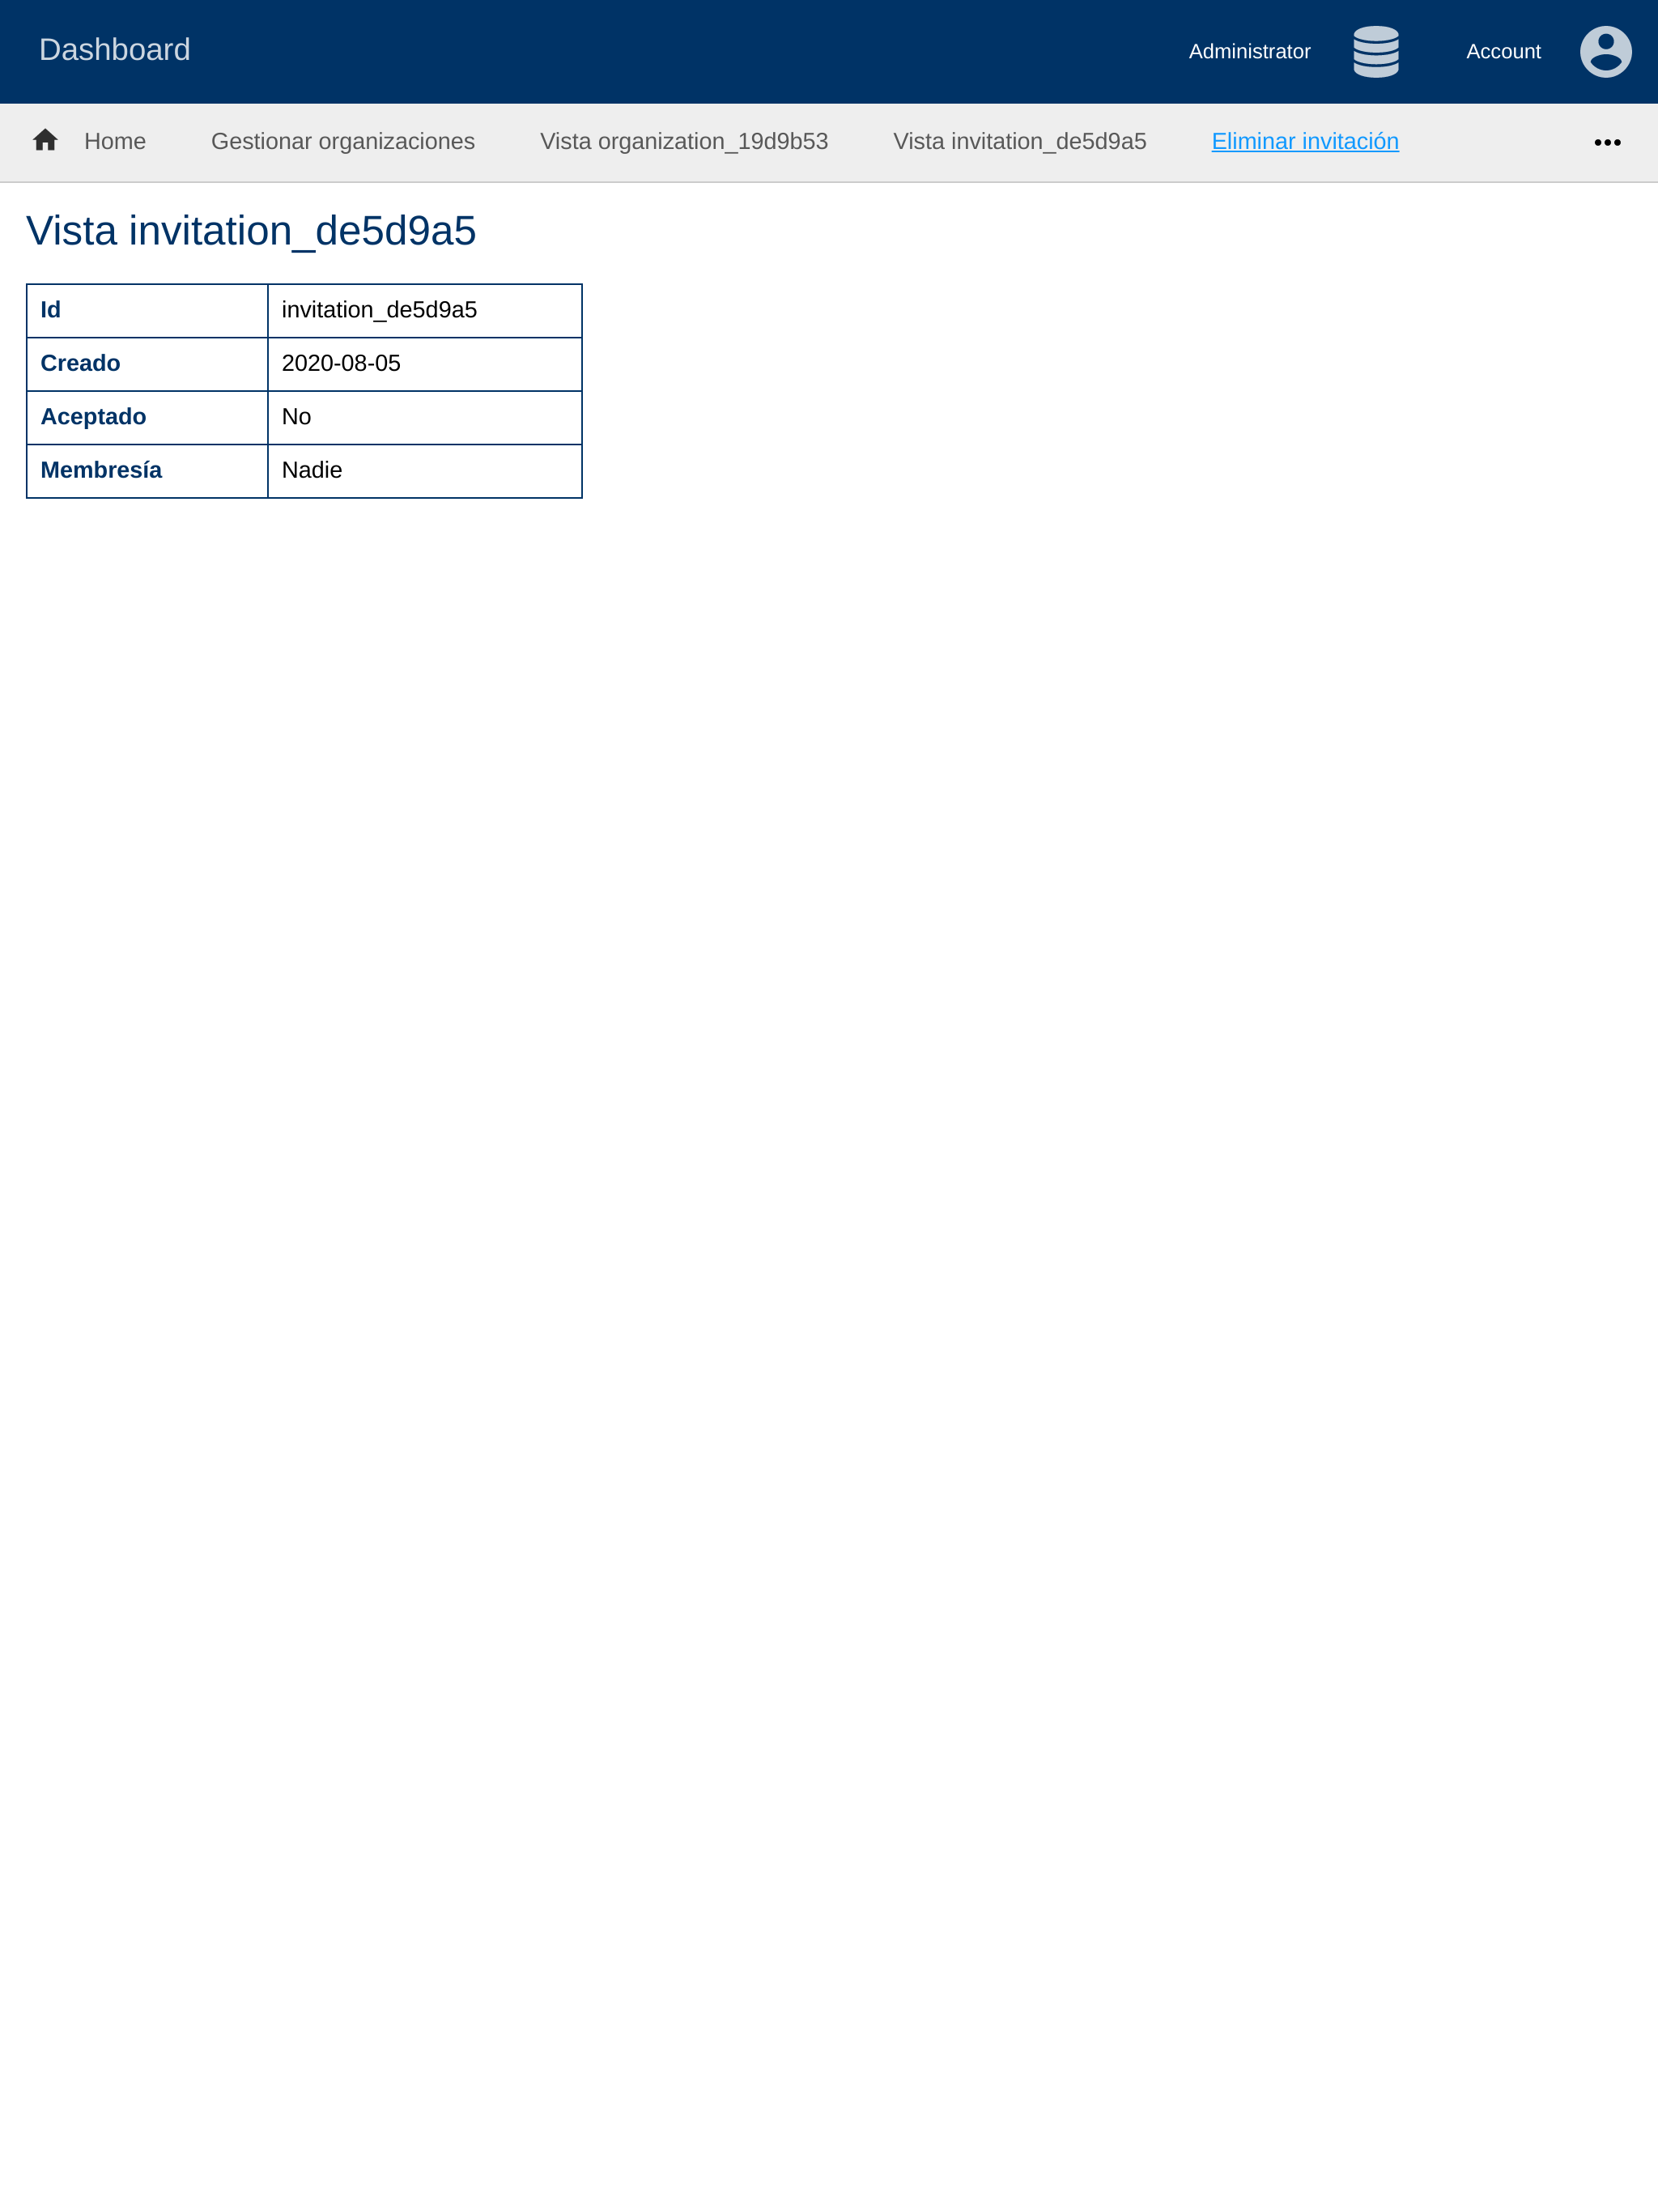 Dashboard
Administrator
Account
Home
Gestionar organizaciones
Vista organization_19d9b53
Vista invitation_de5d9a5
Eliminar invitación
Vista invitation_de5d9a5
Id invitation_de5d9a5
Creado 2020-08-05
Aceptado No
Membresía Nadie